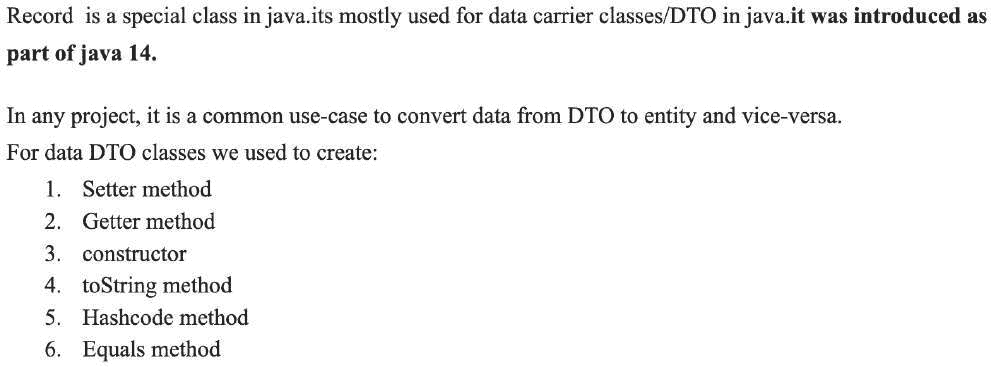 Record  is a special class in java.its mostly used for data carrier classes/DTO in java.it was introduced as
part of java 14.
In any project, it is a common use-case to convert data from DTO to entity and vice-versa.
For data DTO classes we used to create:
1. Setter method
2. Getter method
3. constructor
4. toString method
5. Hashcode method
6. Equals method